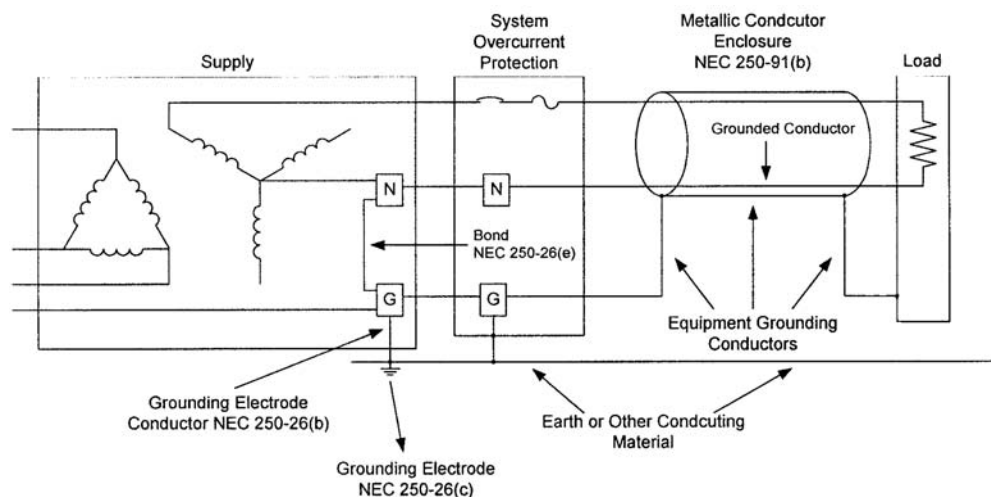 Supply
System
Overcurrent
Protection
Metallic Condcutor
Enclosure
NEC 250-91(b)
Load
Grounded Conductor
N
N
Bond
NEC 250-26(e)
G
G
Equipment Grounding
Conductors
Grounding Electrode
Conductor NEC 250-26(b)
Earth or Other Condcuting
Material
Grounding Electrode
NEC 250-26(c)